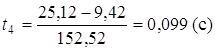 t₄ = (25,12 − 9,42) / 152,52 = 0,099 (c)